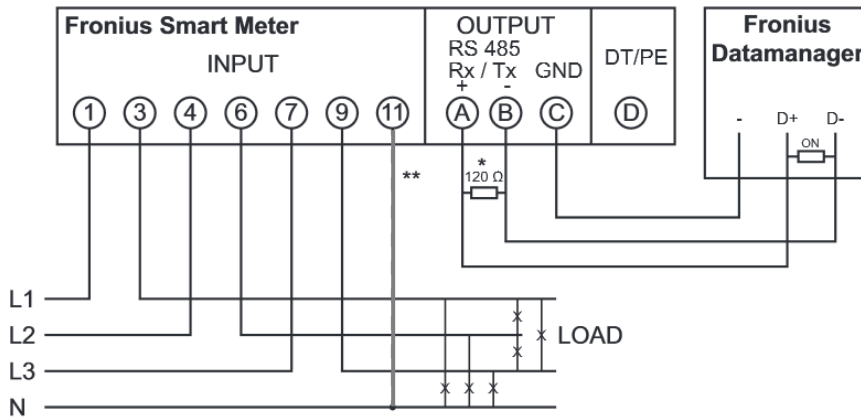 Fronius Smart Meter
INPUT
OUTPUT
RS 485
Rx / Tx
GND
+
-
DT/PE
Fronius
Datamanager
1
3
4
6
7
9
11
A
B
C
D
-
D+
D-
ON
**
*
120 Ω
L1
L2
LOAD
L3
N